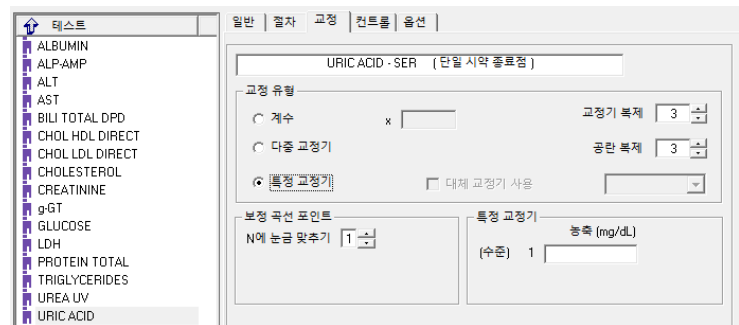 테스트
ALBUMIN
ALP-AMP
ALT
AST
BILI TOTAL DPD
CHOL HDL DIRECT
CHOL LDL DIRECT
CHOLESTEROL
CREATININE
g-GT
GLUCOSE
LDH
PROTEIN TOTAL
TRIGLYCERIDES
UREA UV
URIC ACID
일반 절차 교정 컨트롤 옵션
URIC ACID - SER ( 단일 시약 종료점 )
교정 유형
계수 x 교정기 복제 3
다중 교정기 공란 복제 3
특정 교정기 대체 교정기 사용
보정 곡선 포인트
N에 눈금 맞추기 1
특정 교정기
농축 (mg/dL)
(수준) 1